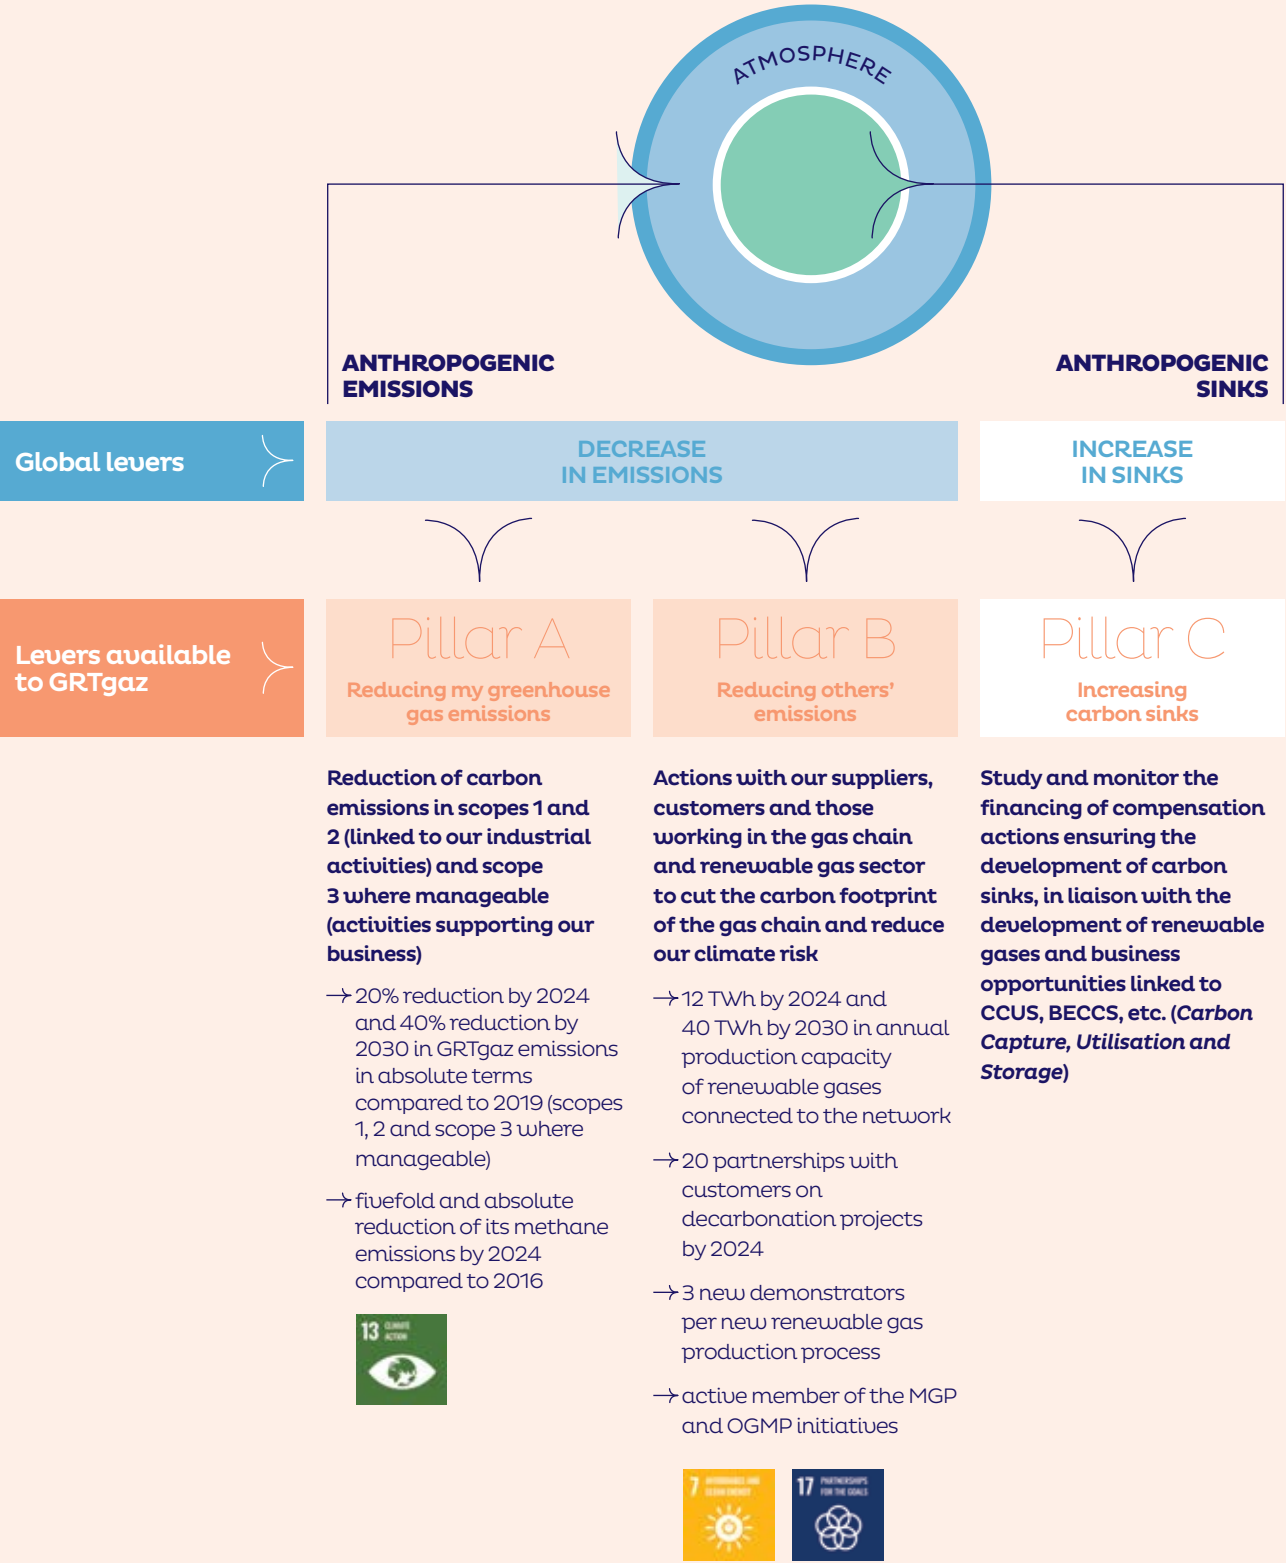 ATMOSPHERE
ANTHROPOGENIC
EMISSIONS
ANTHROPOGENIC
SINKS
Global levers
DECREASE
IN EMISSIONS
INCREASE
IN SINKS
Levers available
to GRTgaz
Pillar A
Reducing my greenhouse
gas emissions
Pillar B
Reducing others’
emissions
Pillar C
Increasing
carbon sinks
Reduction of carbon
emissions in scopes 1 and
2 (linked to our industrial
activities) and scope
3 where manageable
(activities supporting our
business)
→ 20% reduction by 2024
and 40% reduction by
2030 in GRTgaz emissions
in absolute terms
compared to 2019 (scopes
1, 2 and scope 3 where
manageable)
→ fivefold and absolute
reduction of its methane
emissions by 2024
compared to 2016
13 CLIMATE
ACTION
Actions with our suppliers,
customers and those
working in the gas chain
and renewable gas sector
to cut the carbon footprint
of the gas chain and reduce
our climate risk
→ 12 TWh by 2024 and
40 TWh by 2030 in annual
production capacity
of renewable gases
connected to the network
→ 20 partnerships with
customers on
decarbonation projects
by 2024
→ 3 new demonstrators
per new renewable gas
production process
→ active member of the MGP
and OGMP initiatives
7 AFFORDABLE AND
CLEAN ENERGY
17 PARTNERSHIPS
FOR THE GOALS
Study and monitor the
financing of compensation
actions ensuring the
development of carbon
sinks, in liaison with the
development of renewable
gases and business
opportunities linked to
CCUS, BECCS, etc. (Carbon
Capture, Utilisation and
Storage)